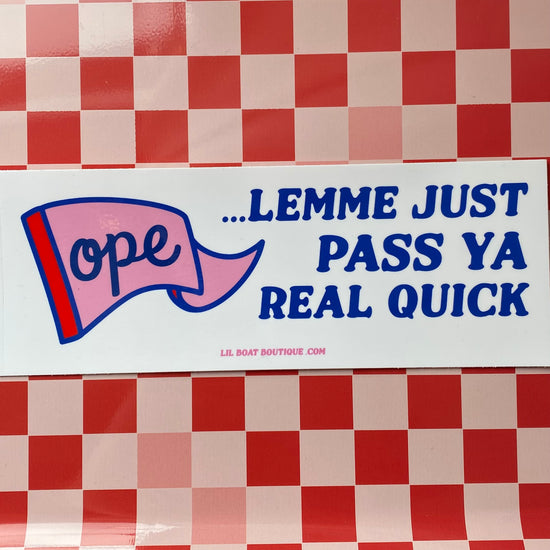 ope
...LEMME JUST
PASS YA
REAL QUICK
LIL BOAT BOUTIQUE .COM